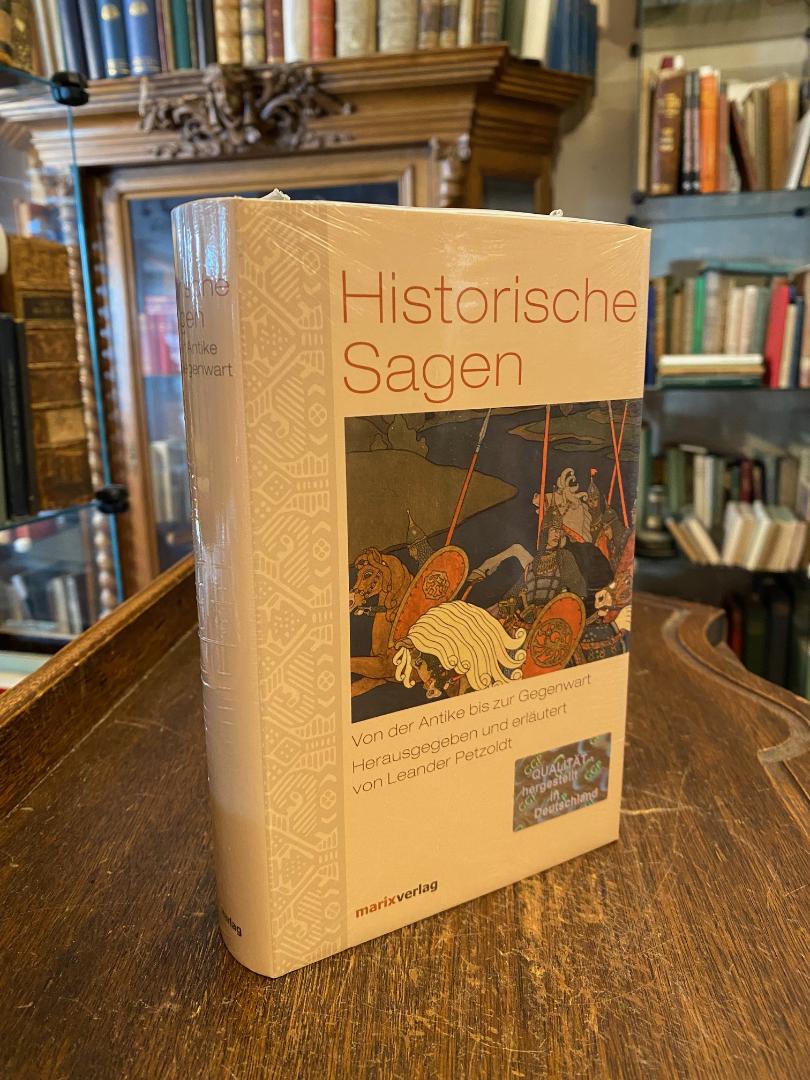 Historische
Sagen
Von der Antike bis zur Gegenwart
Herausgegeben und erläutert
von Leander Petzoldt
QUALITÄT
hergestellt
in
Deutschland
marixverlag
Antike